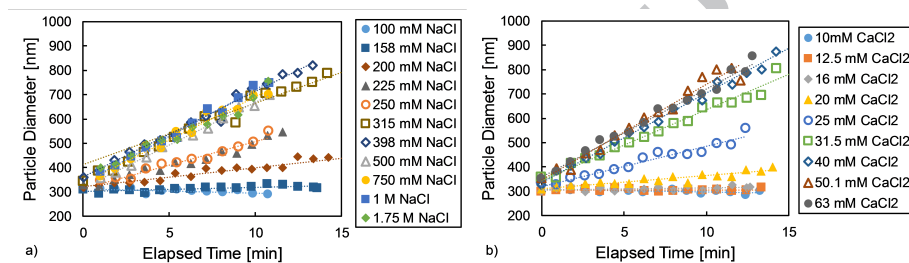 1000
900
800
700
600
500
400
300
200
Particle Diameter [nm]
0 5 10 15
Elapsed Time [min]
a)
100 mM NaCl
158 mM NaCl
200 mM NaCl
225 mM NaCl
250 mM NaCl
315 mM NaCl
398 mM NaCl
500 mM NaCl
750 mM NaCl
1 M NaCl
1.75 M NaCl
1000
900
800
700
600
500
400
300
200
Particle Diameter [nm]
0 5 10 15
Elapsed Time [min]
b)
10mM CaCl2
12.5 mM CaCl2
16 mM CaCl2
20 mM CaCl2
25 mM CaCl2
31.5 mM CaCl2
40 mM CaCl2
50.1 mM CaCl2
63 mM CaCl2